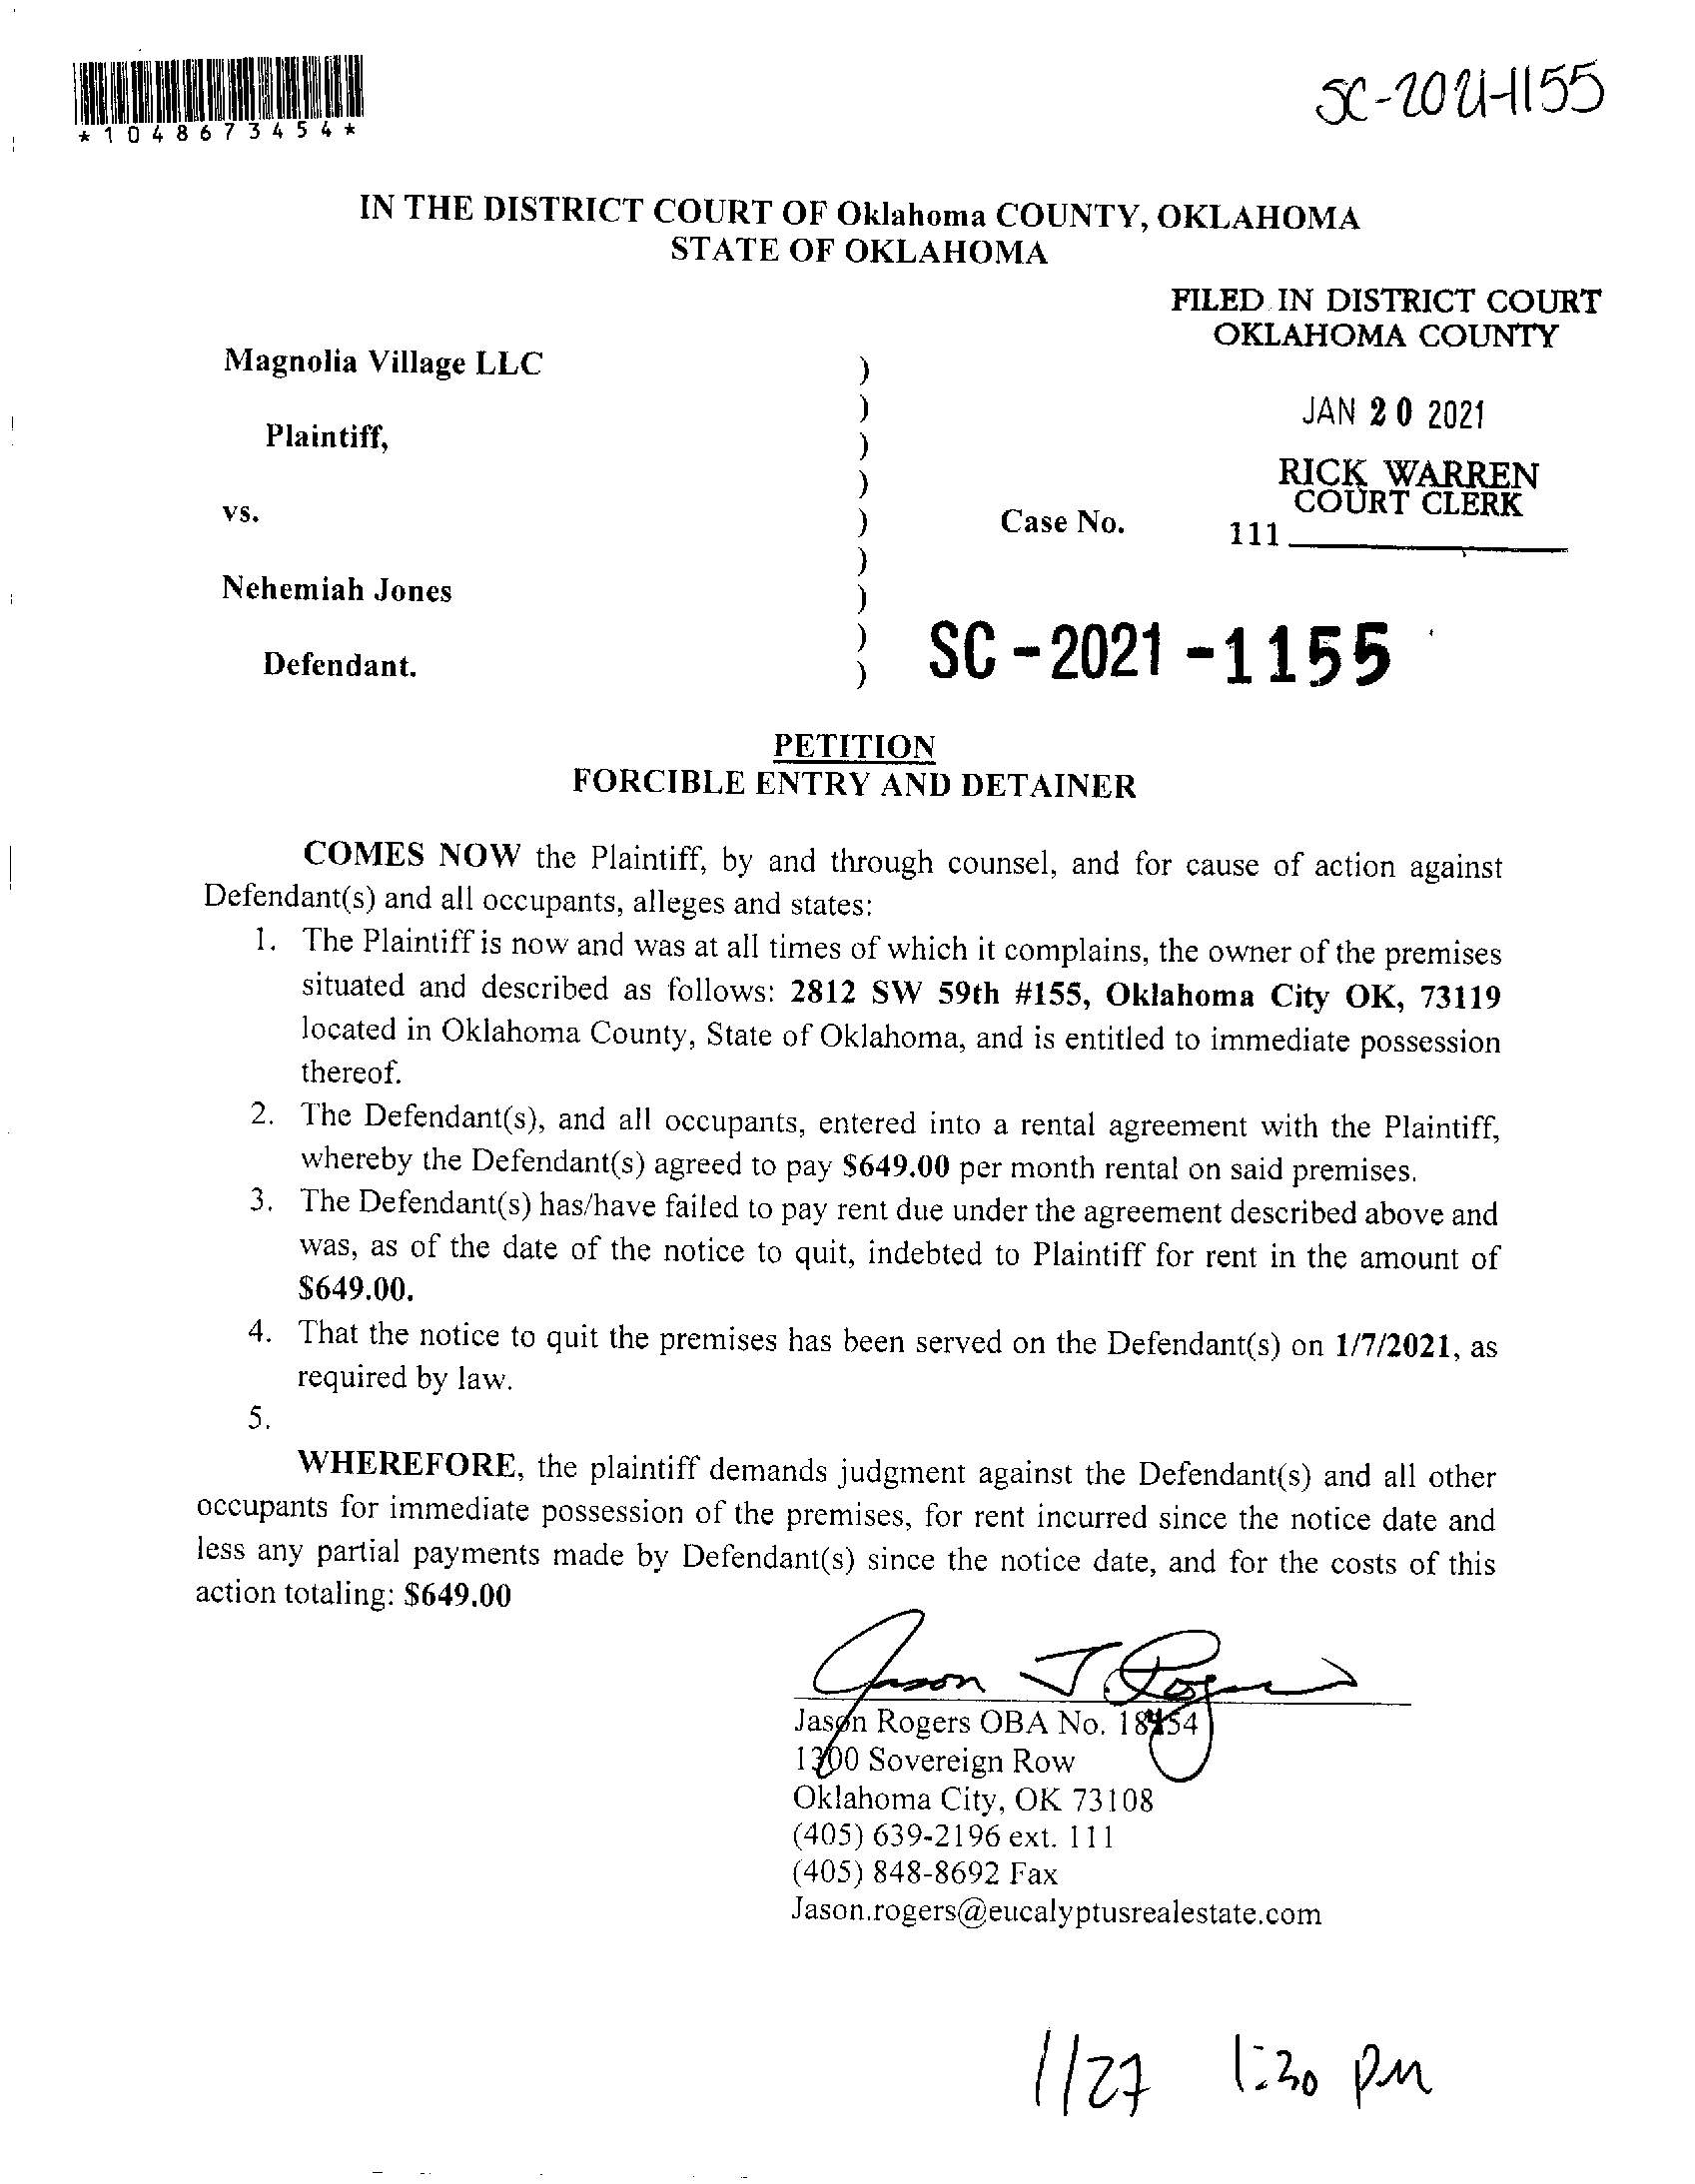 *1048673454*
SC-2021-1155
IN THE DISTRICT COURT OF Oklahoma COUNTY, OKLAHOMA
STATE OF OKLAHOMA
FILED IN DISTRICT COURT
OKLAHOMA COUNTY
Magnolia Village LLC )
)
JAN 20 2021
Plaintiff, )
)
RICK WARREN
COURT CLERK
vs. ) Case No. 111
)
Nehemiah Jones )
)
SC-2021-1155
Defendant. )
PETITION
FORCIBLE ENTRY AND DETAINER
COMES NOW the Plaintiff, by and through counsel, and for cause of action against
Defendant(s) and all occupants, alleges and states:
1. The Plaintiff is now and was at all times of which it complains, the owner of the premises
situated and described as follows: 2812 SW 59th #155, Oklahoma City OK, 73119
located in Oklahoma County, State of Oklahoma, and is entitled to immediate possession
thereof.
2. The Defendant(s), and all occupants, entered into a rental agreement with the Plaintiff,
whereby the Defendant(s) agreed to pay $649.00 per month rental on said premises.
3. The Defendant(s) has/have failed to pay rent due under the agreement described above and
was, as of the date of the notice to quit, indebted to Plaintiff for rent in the amount of
$649.00.
4. That the notice to quit the premises has been served on the Defendant(s) on 1/7/2021, as
required by law.
5.
WHEREFORE, the plaintiff demands judgment against the Defendant(s) and all other
occupants for immediate possession of the premises, for rent incurred since the notice date and
less any partial payments made by Defendant(s) since the notice date, and for the costs of this
action totaling: $649.00
Jason J Rogers
Jason Rogers OBA No.
1300 Sovereign Row
Oklahoma City, OK 73108
(405) 639-2196 ext. 111
(405) 848-8692 Fax
Jason.rogers@eucalyptusrealestate.com
1/27 1:30 PM